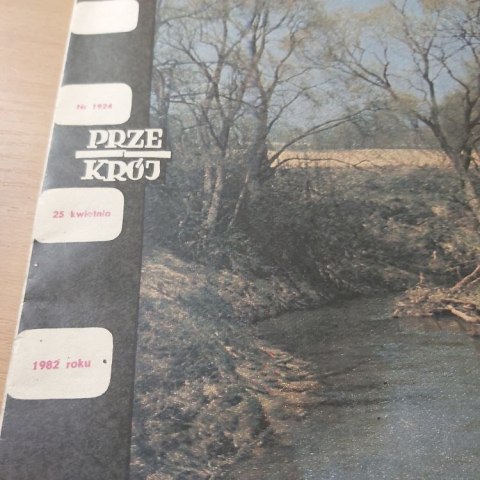 Nr 1924
PRZE
KRÓJ
25 kwietnia
1982 roku